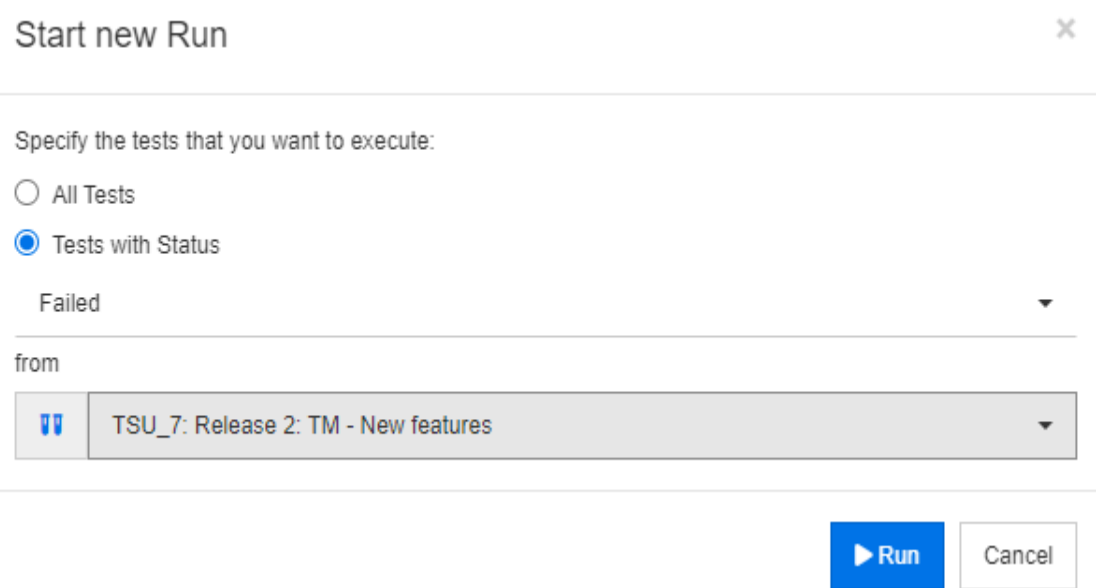 Start new Run
×
Specify the tests that you want to execute:
All Tests
Tests with Status
Failed
from
TSU_7: Release 2: TM - New features
Run
Cancel